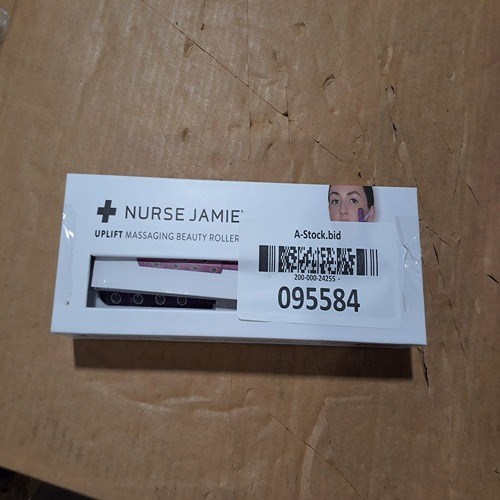 NURSE JAMIE
UPLIFT MASSAGING BEAUTY ROLLER
A-Stock.bid
200-000-24255
095584